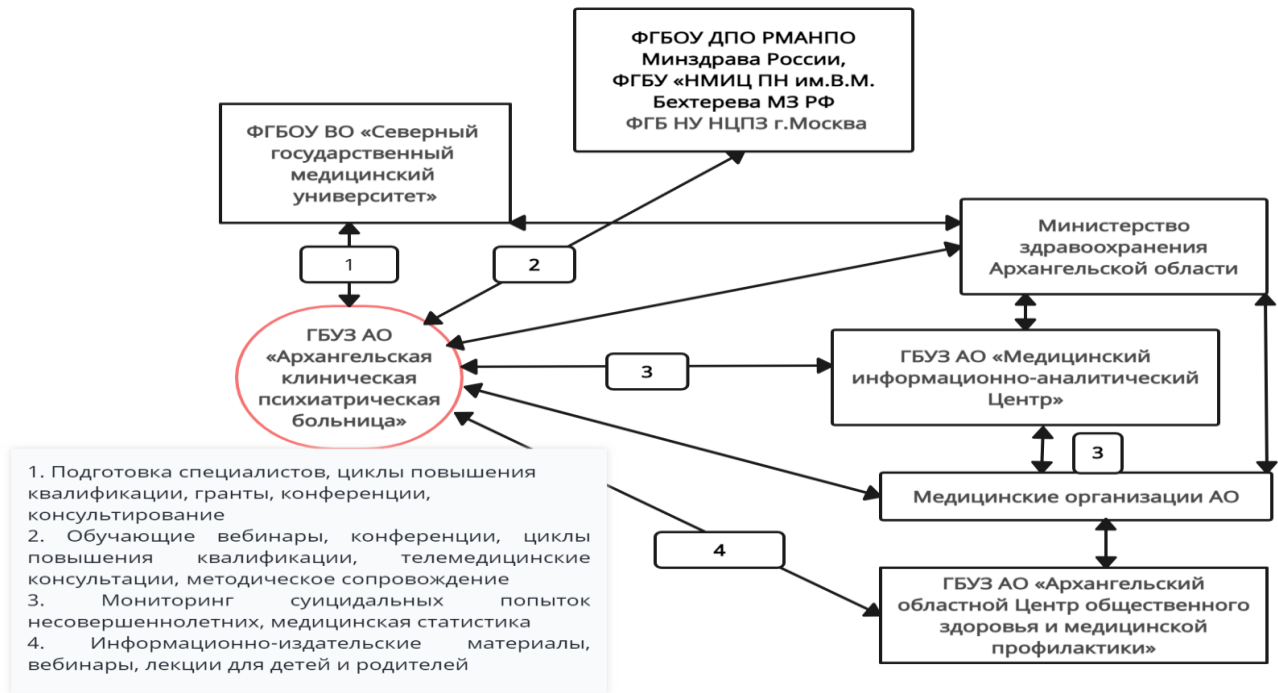 ФГБОУ ДПО РМАНПО
Минздрава России,
ФГБУ «НМИЦ ПН им.В.М.
Бехтерева МЗ РФ
ФГБ НУ НЦПЗ г.Москва
ФГБОУ ВО «Северный
государственный
медицинский
университет»
Министерство
здравоохранения
Архангельской области
1
2
ГБУЗ АО
«Архангельская
клиническая
психиатрическая
больница»
3
ГБУЗ АО «Медицинский
информационно-аналитический
Центр»
3
Медицинские организации АО
4
ГБУЗ АО «Архангельский
областной Центр общественного
здоровья и медицинской
профилактики»
1. Подготовка специалистов, циклы повышения
квалификации, гранты, конференции,
консультирование
2. Обучающие вебинары, конференции, циклы
повышения квалификации, телемедицинские
консультации, методическое сопровождение
3. Мониторинг суицидальных попыток
несовершеннолетних, медицинская статистика
4. Информационно-издательские материалы,
вебинары, лекции для детей и родителей